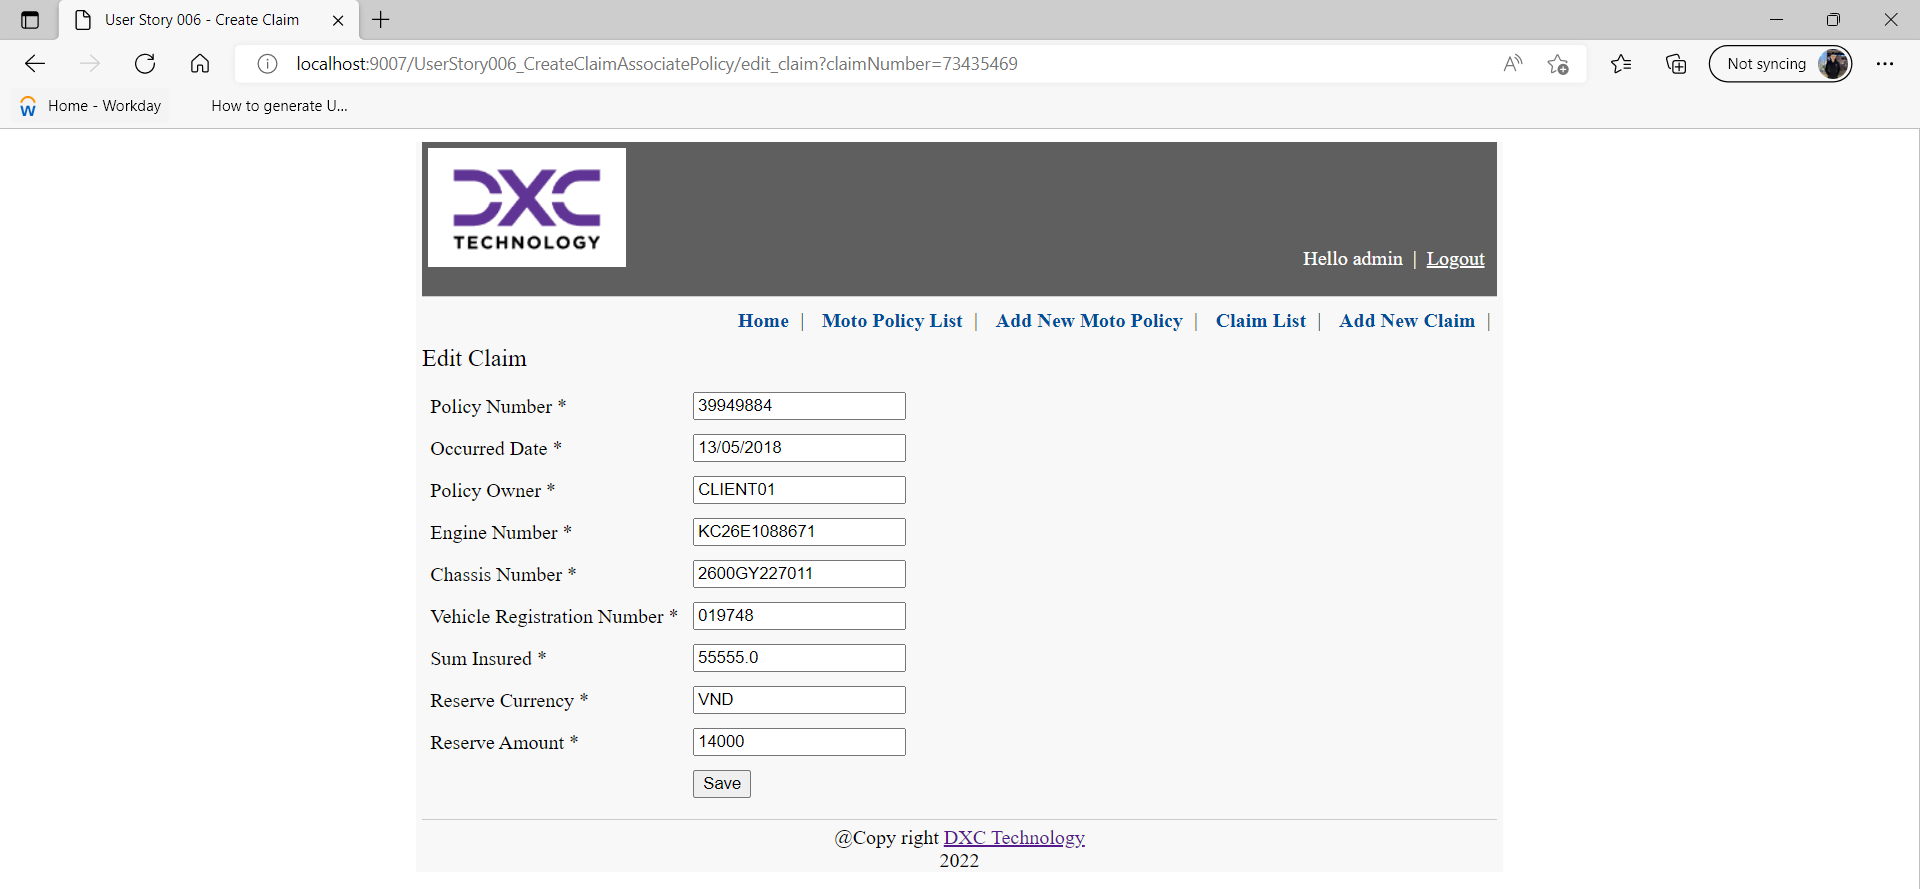 User Story 006 - Create Claim
localhost:9007/UserStory006_CreateClaimAssociatePolicy/edit_claim?claimNumber=73435469
Not syncing
Home - Workday
How to generate U...
DXC
TECHNOLOGY
Hello admin | Logout
Home | Moto Policy List | Add New Moto Policy | Claim List | Add New Claim |
Edit Claim
Policy Number * 39949884
Occurred Date * 13/05/2018
Policy Owner * CLIENT01
Engine Number * KC26E1088671
Chassis Number * 2600GY227011
Vehicle Registration Number * 019748
Sum Insured * 55555.0
Reserve Currency * VND
Reserve Amount * 14000
Save
@Copy right DXC Technology
2022